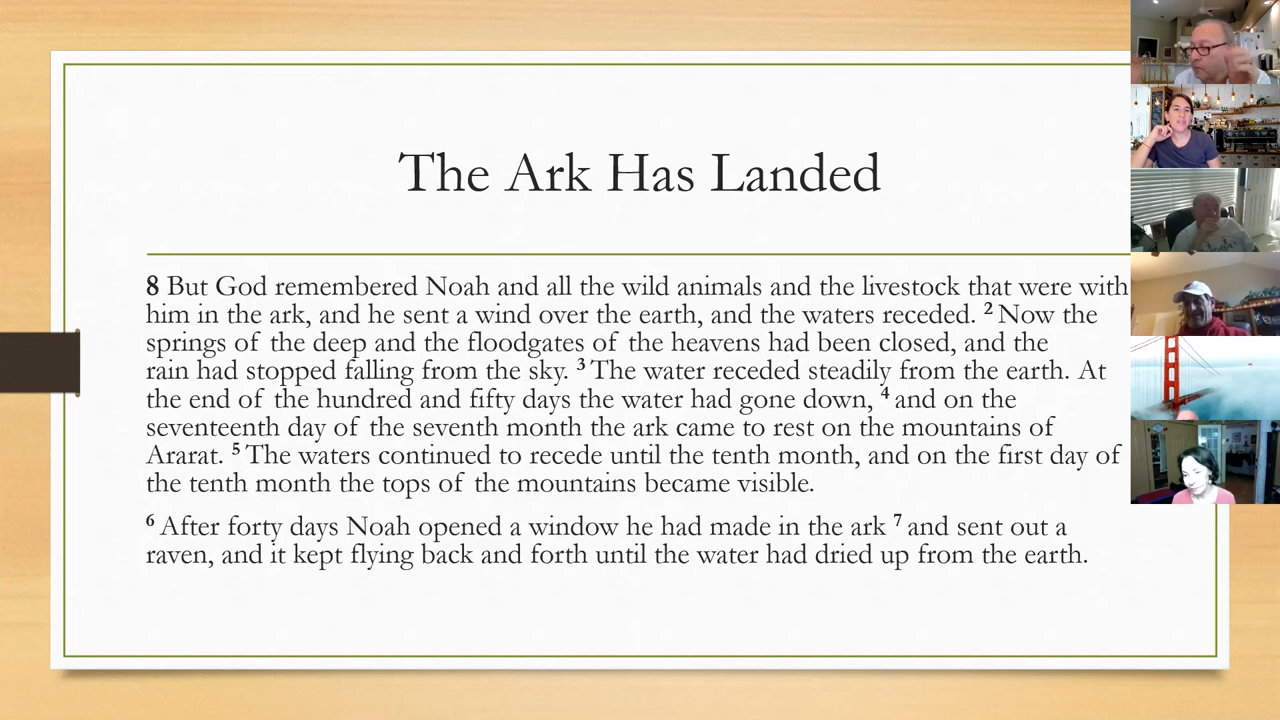 The Ark Has Landed
8 But God remembered Noah and all the wild animals and the livestock that were with
him in the ark, and he sent a wind over the earth, and the waters receded. 2 Now the
springs of the deep and the floodgates of the heavens had been closed, and the
rain had stopped falling from the sky. 3 The water receded steadily from the earth. At
the end of the hundred and fifty days the water had gone down, 4 and on the
seventeenth day of the seventh month the ark came to rest on the mountains of
Ararat. 5 The waters continued to recede until the tenth month, and on the first day of
the tenth month the tops of the mountains became visible.
6 After forty days Noah opened a window he had made in the ark 7 and sent out a
raven, and it kept flying back and forth until the water had dried up from the earth.